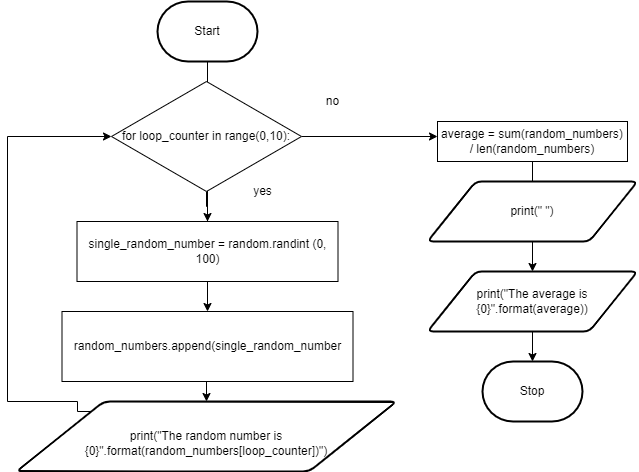 Start
for loop_counter in range(0,10):
no
yes
single_random_number = random.randint (0,
100)
random_numbers.append(single_random_number
print("The random number is
{0}".format(random_numbers[loop_counter])")
average = sum(random_numbers)
/ len(random_numbers)
print(" ")
print("The average is
{0}".format(average))
Stop